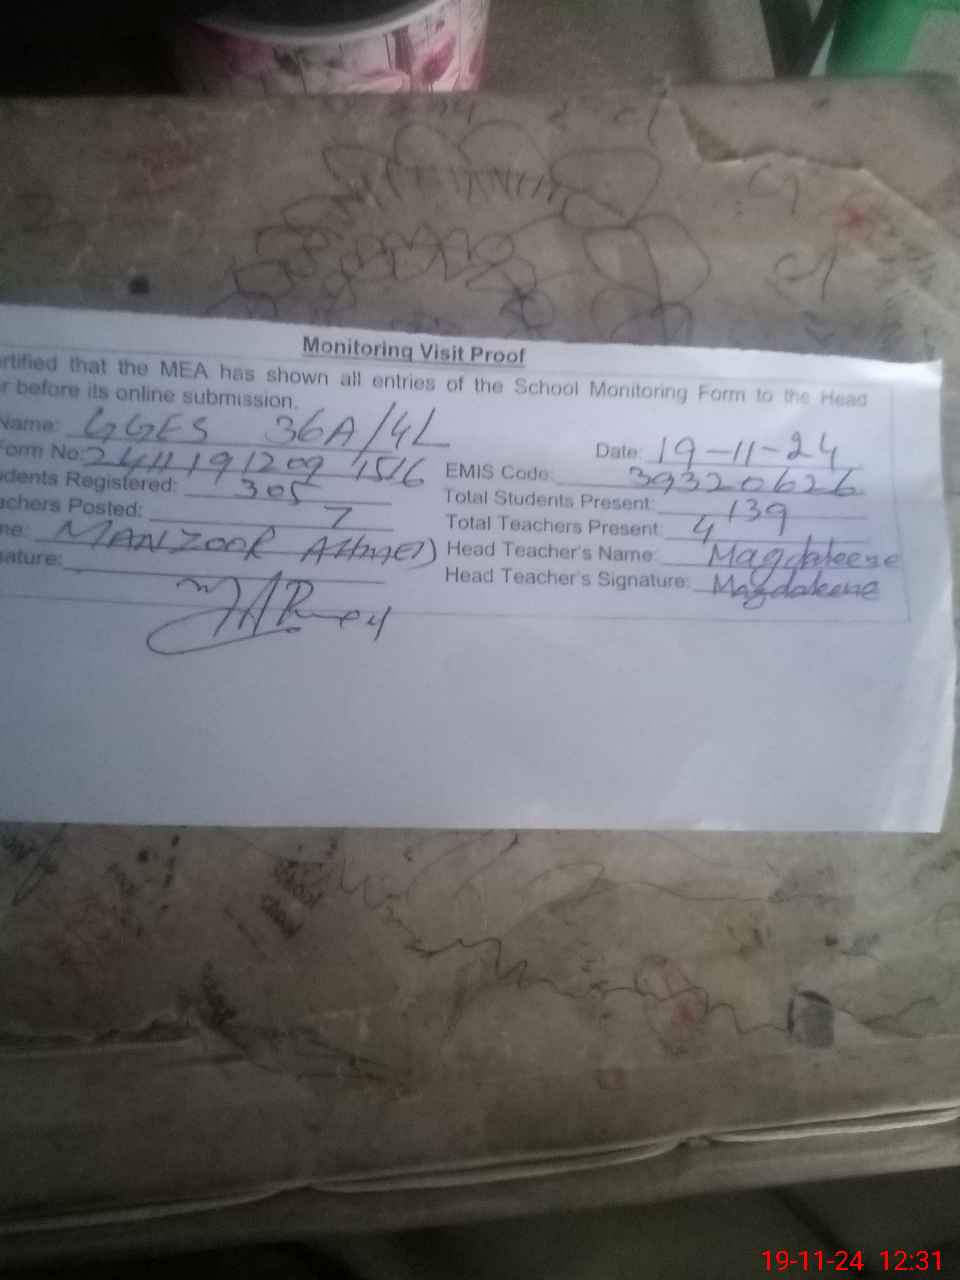 Monitoring Visit Proof
ertified that the MEA has shown all entries of the School Monitoring Form to the Head
r before its online submission.
Name: GGES 36A/4L Date: 19-11-24
Form No: 2411191209 1516 EMIS Code: 39320626
udents Registered: 305 Total Students Present: 139
achers Posted: 7 Total Teachers Present: 4
me: MANZOOR AHMED Head Teacher's Name: Magdaleene
nature: Head Teacher's Signature: Magdaleene
19-11-24 12:31